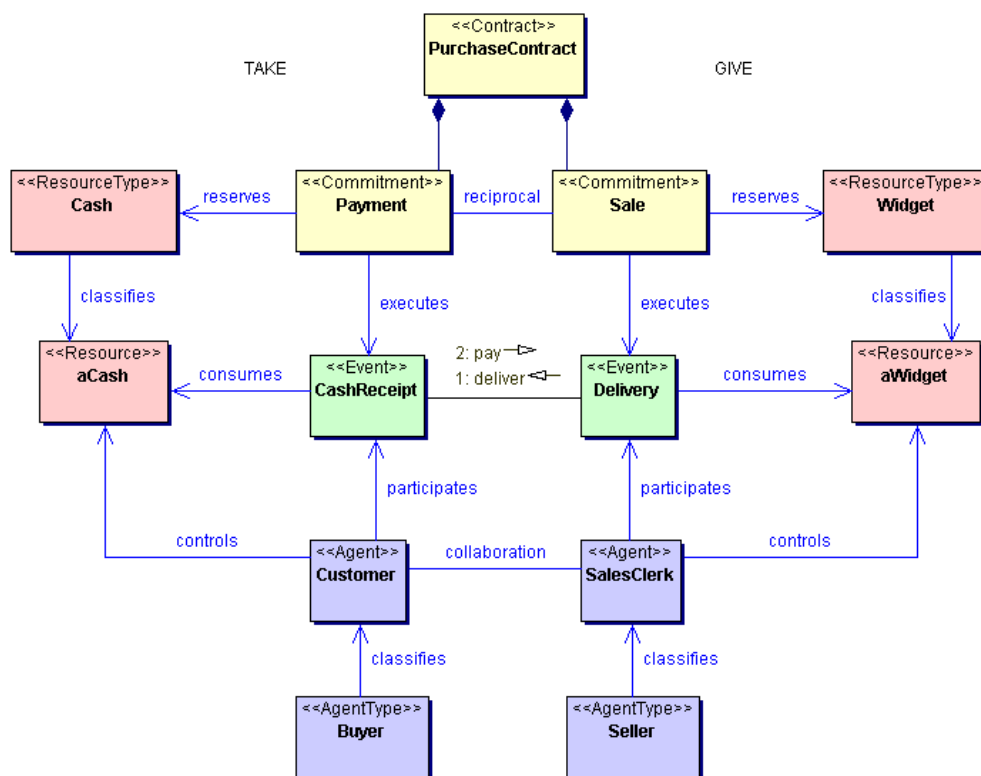 <<Contract>>
PurchaseContract
TAKE
GIVE
<<ResourceType>>
Cash
reserves
<<Commitment>>
Payment
reciprocal
<<Commitment>>
Sale
reserves
<<ResourceType>>
Widget
classifies
executes
executes
classifies
<<Resource>>
aCash
consumes
<<Event>>
CashReceipt
2: pay
1: deliver
<<Event>>
Delivery
consumes
<<Resource>>
aWidget
participates
participates
controls
<<Agent>>
Customer
collaboration
<<Agent>>
SalesClerk
controls
classifies
classifies
<<AgentType>>
Buyer
<<AgentType>>
Seller